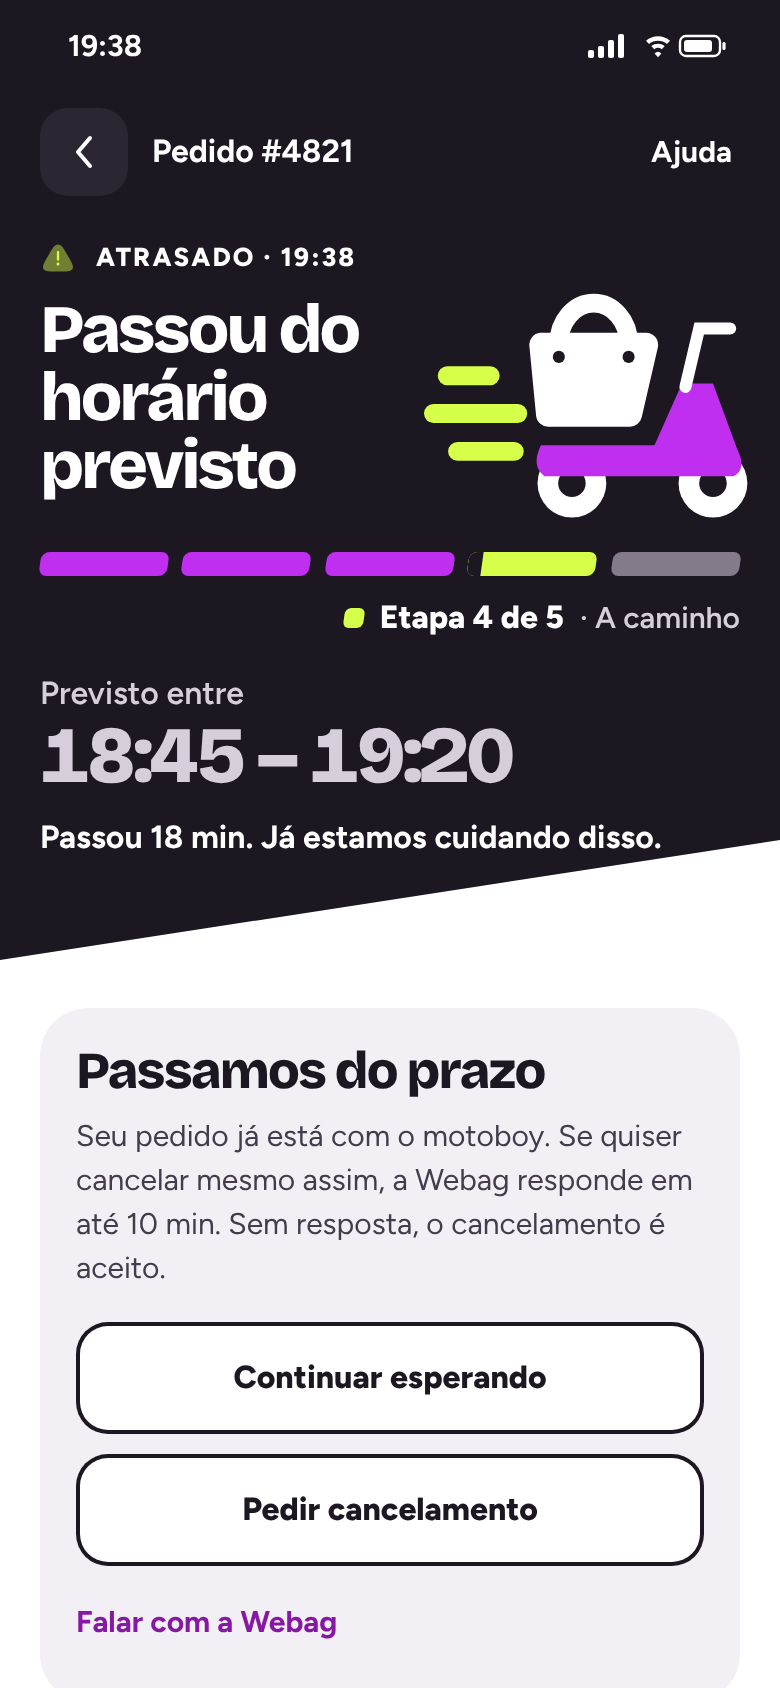 19:38
Pedido #4821
Ajuda
ATRASADO · 19:38
Passou do
horário
previsto
Etapa 4 de 5 · A caminho
Previsto entre
18:45 – 19:20
Passou 18 min. Já estamos cuidando disso.
Passamos do prazo
Seu pedido já está com o motoboy. Se quiser
cancelar mesmo assim, a Webag responde em
até 10 min. Sem resposta, o cancelamento é
aceito.
Continuar esperando
Pedir cancelamento
Falar com a Webag